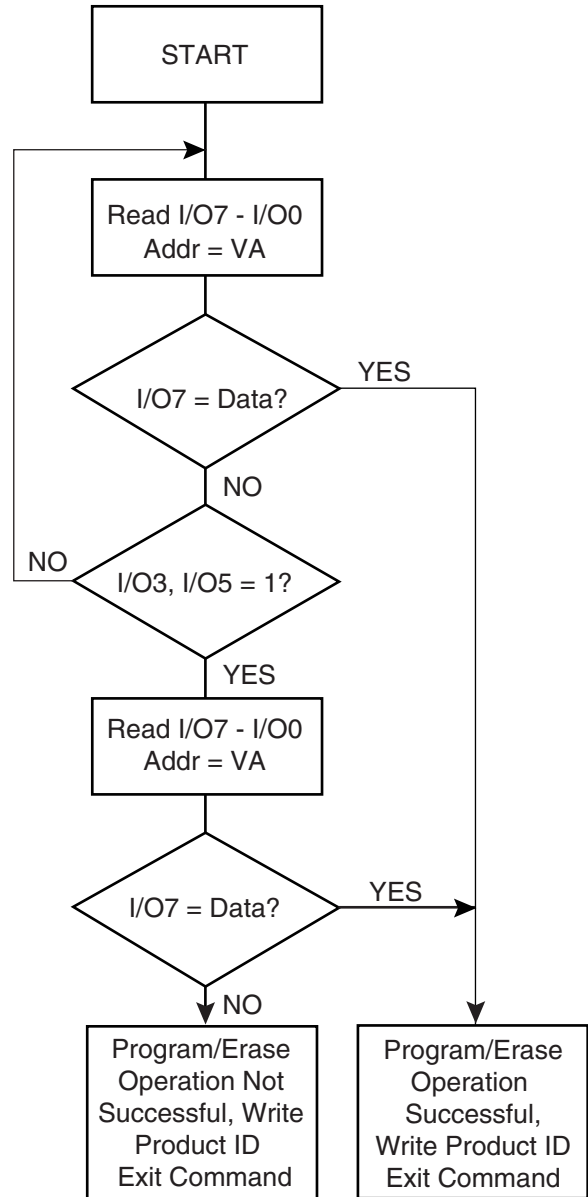 START
Read I/O7 - I/O0
Addr = VA
I/O7 = Data?
YES
NO
NO
I/O3, I/O5 = 1?
YES
Read I/O7 - I/O0
Addr = VA
I/O7 = Data?
YES
NO
Program/Erase
Operation Not
Successful, Write
Product ID
Exit Command
Program/Erase
Operation
Successful,
Write Product ID
Exit Command